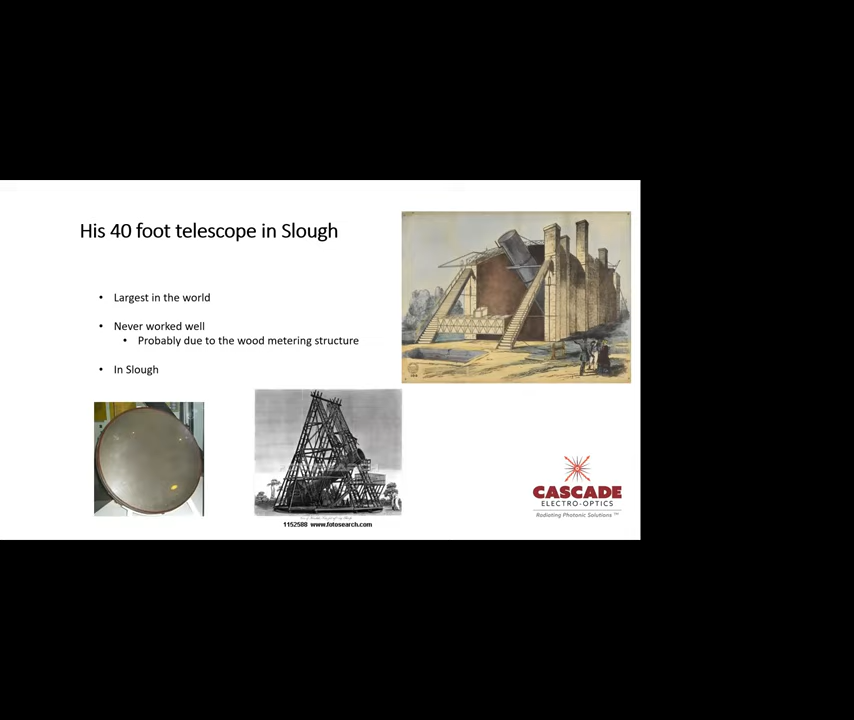 His 40 foot telescope in Slough
• Largest in the world
• Never worked well
• Probably due to the wood metering structure
• In Slough
1152588 www.fotosearch.com
CASCADE
ELECTRO-OPTICS
Radiating Photonic Solutions ™